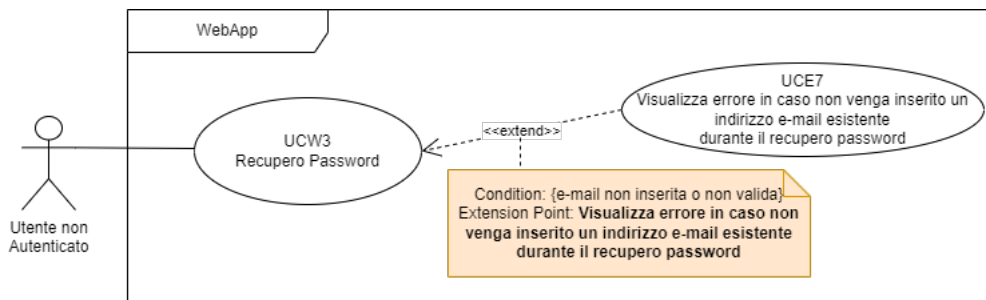 WebApp
UCE7
Visualizza errore in caso non venga inserito un
indirizzo e-mail esistente
durante il recupero password
<<extend>>
UCW3
Recupero Password
Condition: {e-mail non inserita o non valida}
Extension Point: Visualizza errore in caso non
venga inserito un indirizzo e-mail esistente
durante il recupero password
Utente non
Autenticato